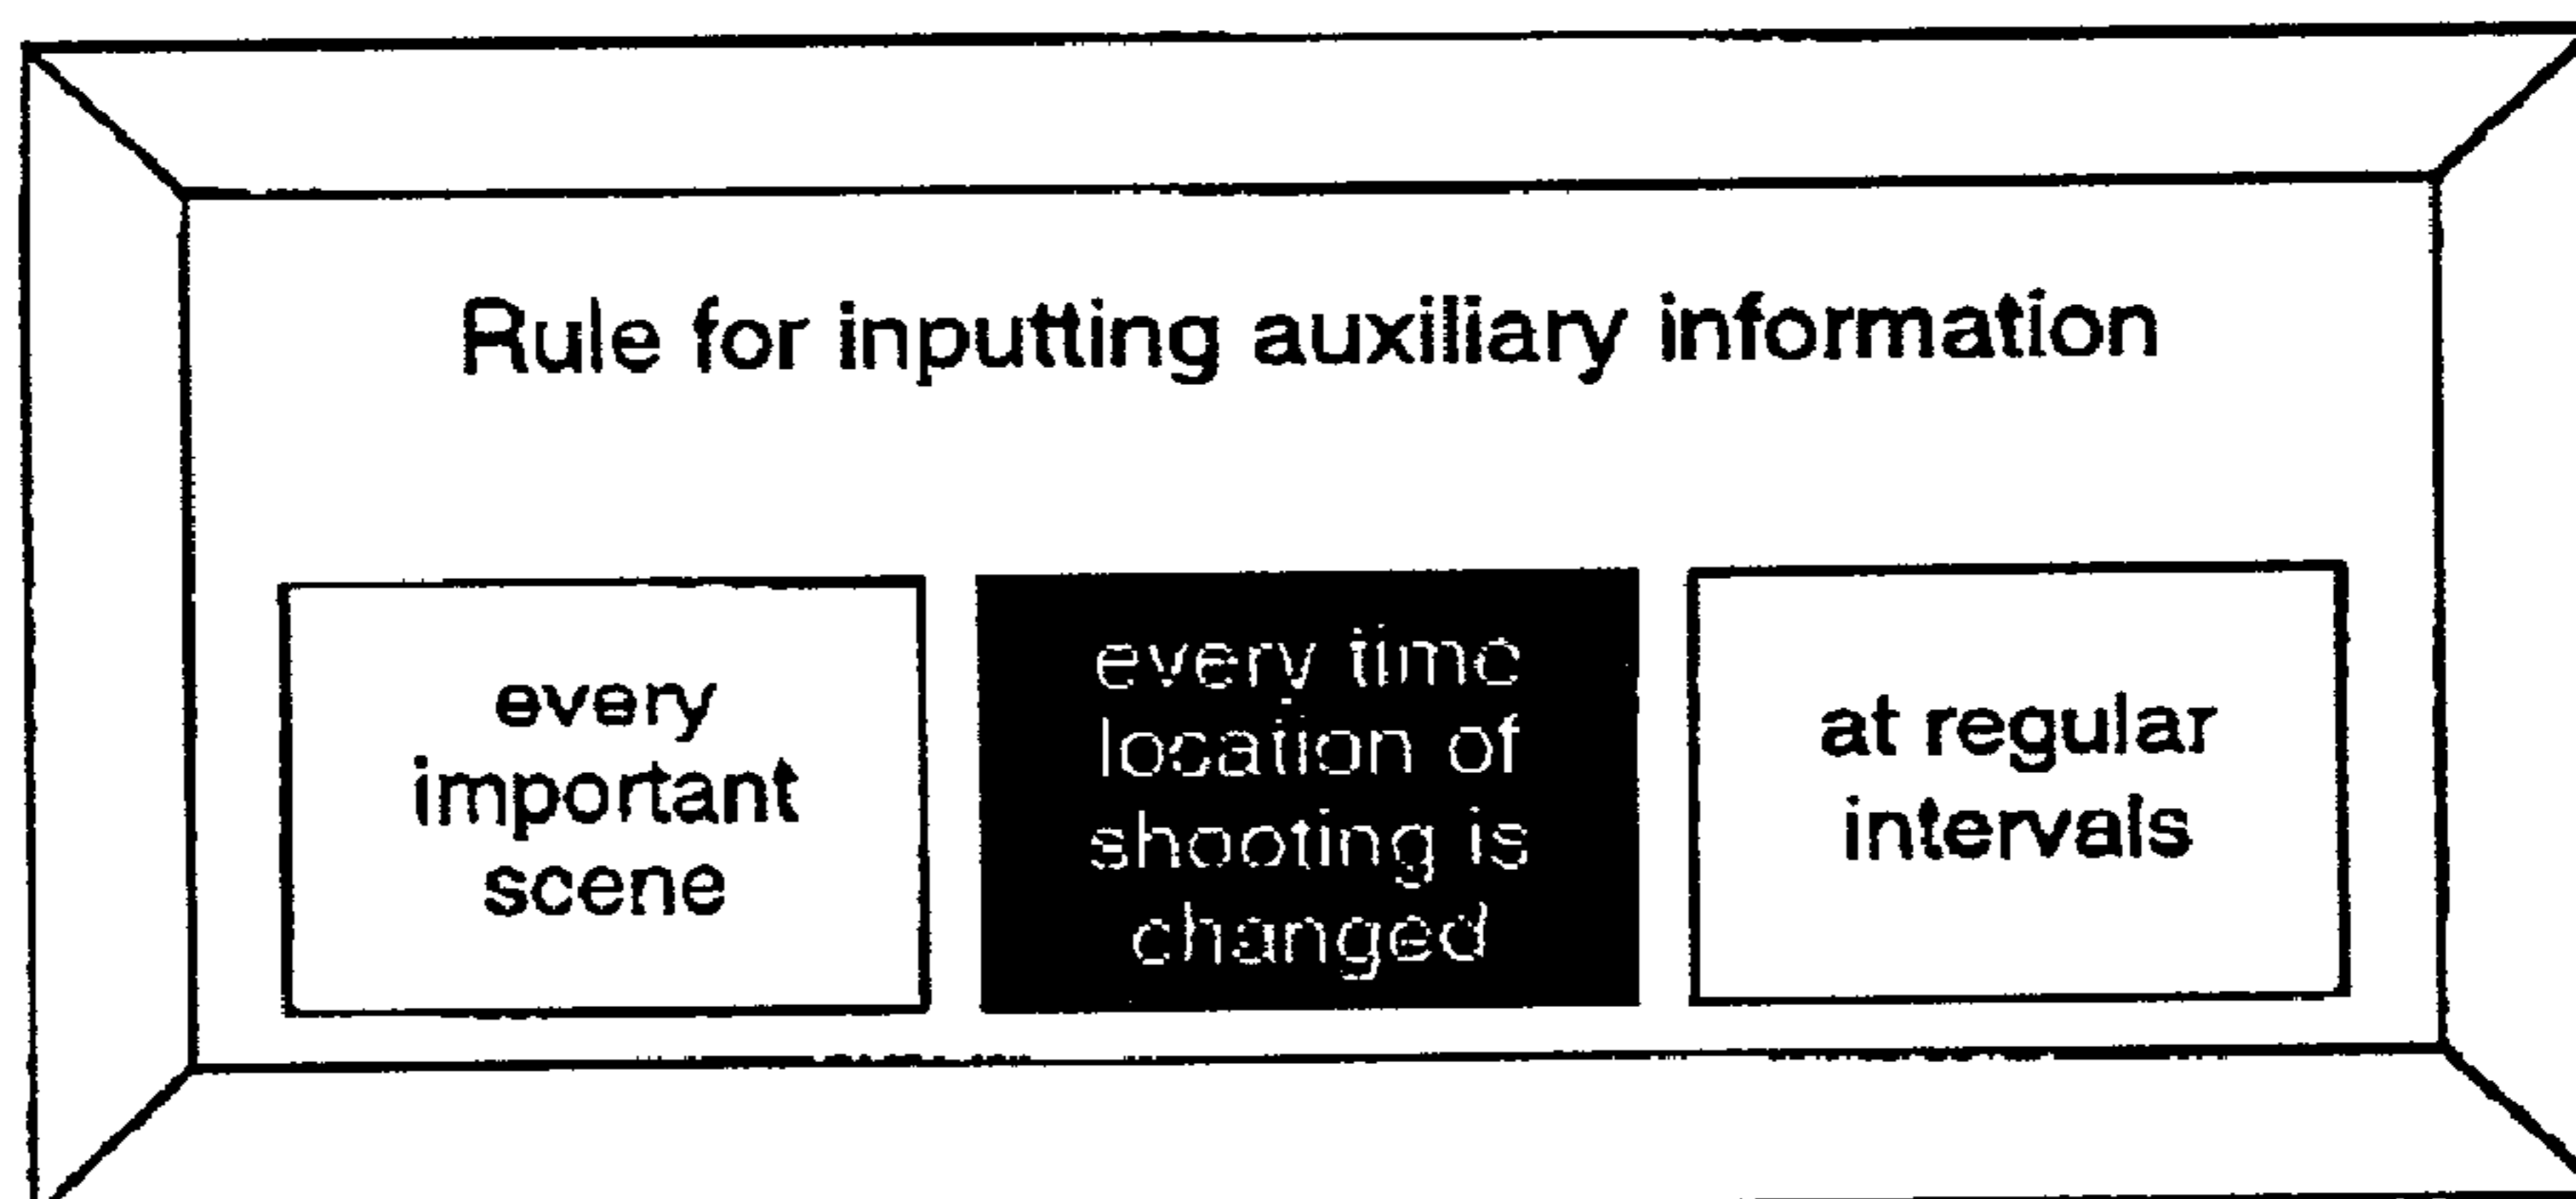 Rule for inputting auxiliary information
every
important
scene
every time
location of
shooting is
changed
at regular
intervals